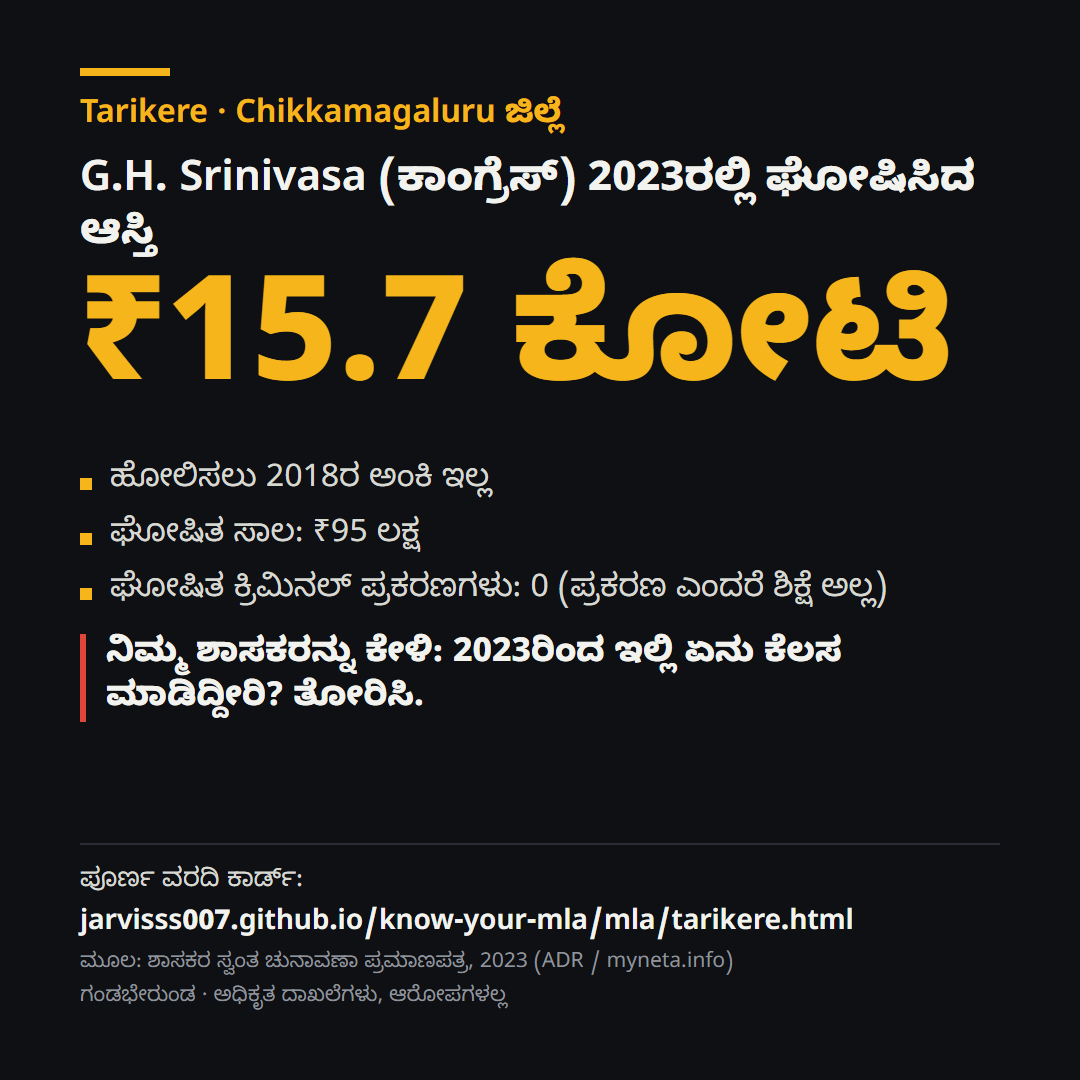 Tarikere · Chikkamagaluru ಜಿಲ್ಲೆ
G.H. Srinivasa (ಕಾಂಗ್ರೆಸ್) 2023ರಲ್ಲಿ ಘೋಷಿಸಿದ
ಆಸ್ತಿ
₹15.7 ಕೋಟಿ
ಹೋಲಿಸಲು 2018ರ ಅಂಕಿ ಇಲ್ಲ
ಘೋಷಿತ ಸಾಲ: ₹95 ಲಕ್ಷ
ಘೋಷಿತ ಕ್ರಿಮಿನಲ್ ಪ್ರಕರಣಗಳು: 0 (ಪ್ರಕರಣ ಎಂದರೆ ಶಿಕ್ಷೆ ಅಲ್ಲ)
ನಿಮ್ಮ ಶಾಸಕರನ್ನು ಕೇಳಿ: 2023ರಿಂದ ಇಲ್ಲಿ ಏನು ಕೆಲಸ
ಮಾಡಿದ್ದೀರಿ? ತೋರಿಸಿ.
ಪೂರ್ಣ ವರದಿ ಕಾರ್ಡ್:
jarvisss007.github.io/know-your-mla/mla/tarikere.html
ಮೂಲ: ಶಾಸಕರ ಸ್ವಂತ ಚುನಾವಣಾ ಪ್ರಮಾಣಪತ್ರ, 2023 (ADR / myneta.info)
ಗಂಡಭೇರುಂಡ · ಅಧಿಕೃತ ದಾಖಲೆಗಳು, ಆರೋಪಗಳಲ್ಲ